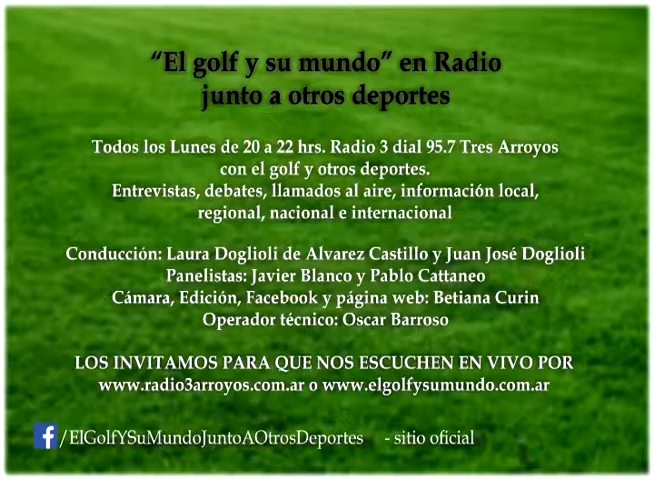 “El golf y su mundo” en Radio
junto a otros deportes
Todos los Lunes de 20 a 22 hrs. Radio 3 dial 95.7 Tres Arroyos
con el golf y otros deportes.
Entrevistas, debates, llamados al aire, información local,
regional, nacional e internacional
Conducción: Laura Doglioli de Alvarez Castillo y Juan José Doglioli
Panelistas: Javier Blanco y Pablo Cattaneo
Cámara, Edición, Facebook y página web: Betiana Curin
Operador técnico: Oscar Barroso
LOS INVITAMOS PARA QUE NOS ESCUCHEN EN VIVO POR
www.radio3arroyos.com.ar o www.elgolfysumundo.com.ar
f /ElGolfYSuMundoJuntoAOtrosDeportes - sitio oficial